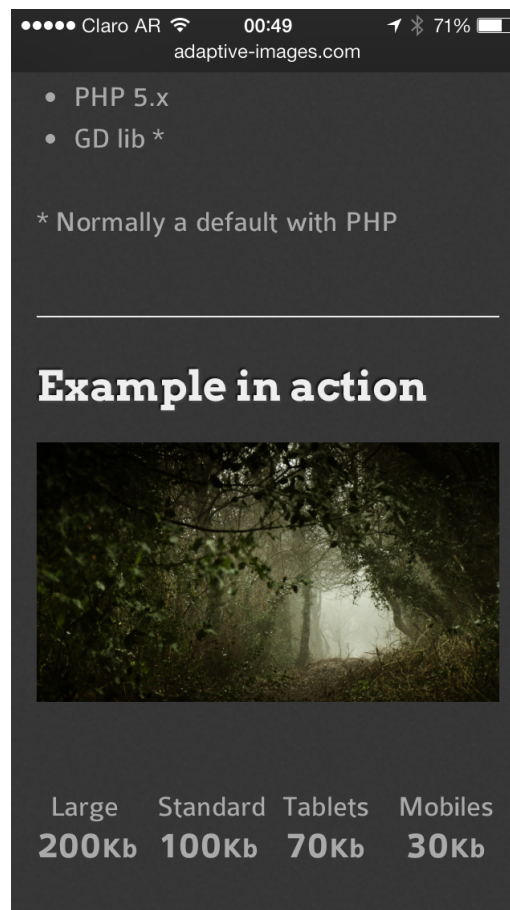 Claro AR 00:49 71%
adaptive-images.com
• PHP 5.x
• GD lib *
* Normally a default with PHP
Example in action
Large Standard Tablets Mobiles
200Kb 100Kb 70Kb 30Kb